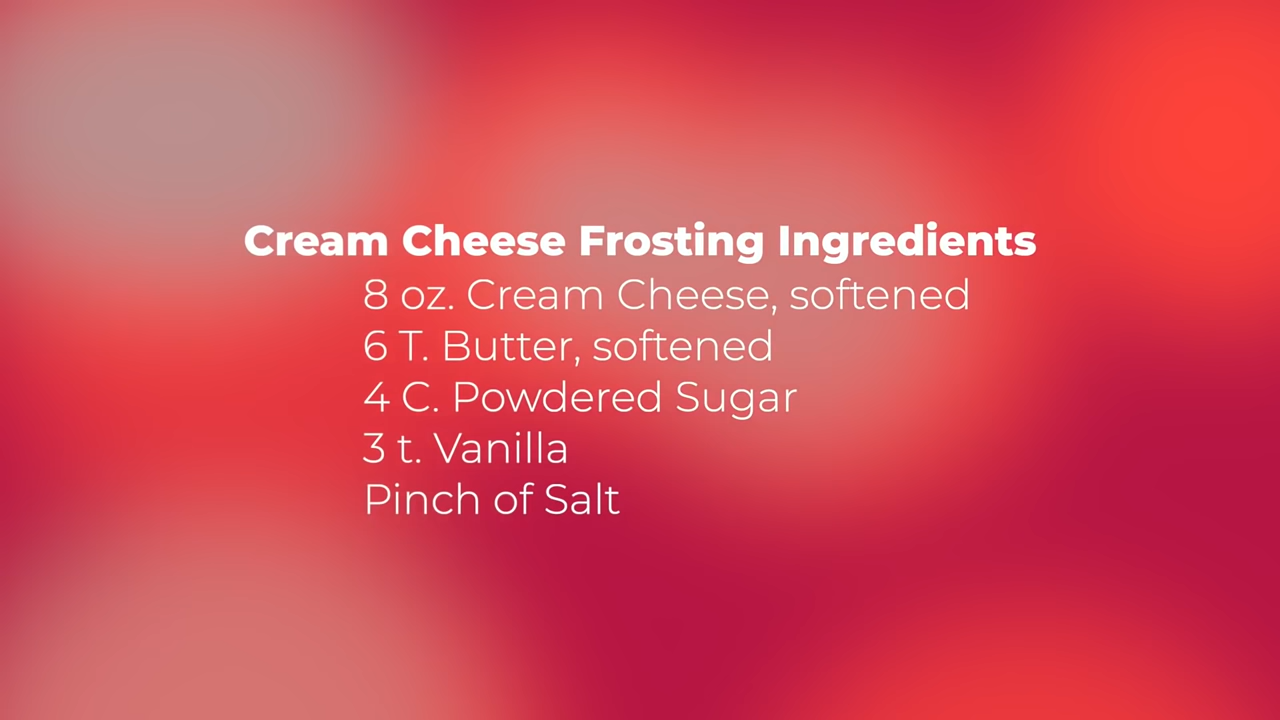 Cream Cheese Frosting Ingredients
8 oz. Cream Cheese, softened
6 T. Butter, softened
4 C. Powdered Sugar
3 t. Vanilla
Pinch of Salt